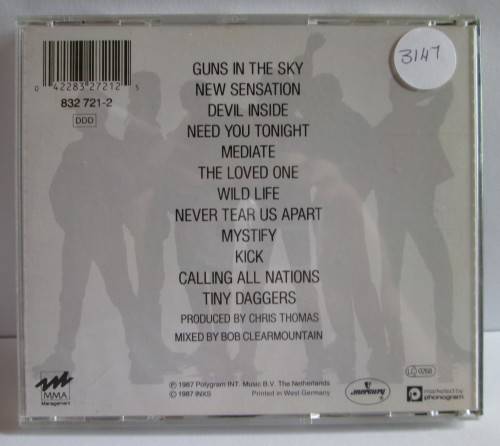 3147
0 42283 27212 5
832 721-2
DDD
GUNS IN THE SKY
NEW SENSATION
DEVIL INSIDE
NEED YOU TONIGHT
MEDIATE
THE LOVED ONE
WILD LIFE
NEVER TEAR US APART
MYSTIFY
KICK
CALLING ALL NATIONS
TINY DAGGERS
PRODUCED BY CHRIS THOMAS
MIXED BY BOB CLEARMOUNTAIN
MMA
Management
℗ 1987 Polygram INT. Music B.V. The Netherlands
© 1987 INXS Printed in West Germany
mercury
LC 0268
marketed by
phonogram